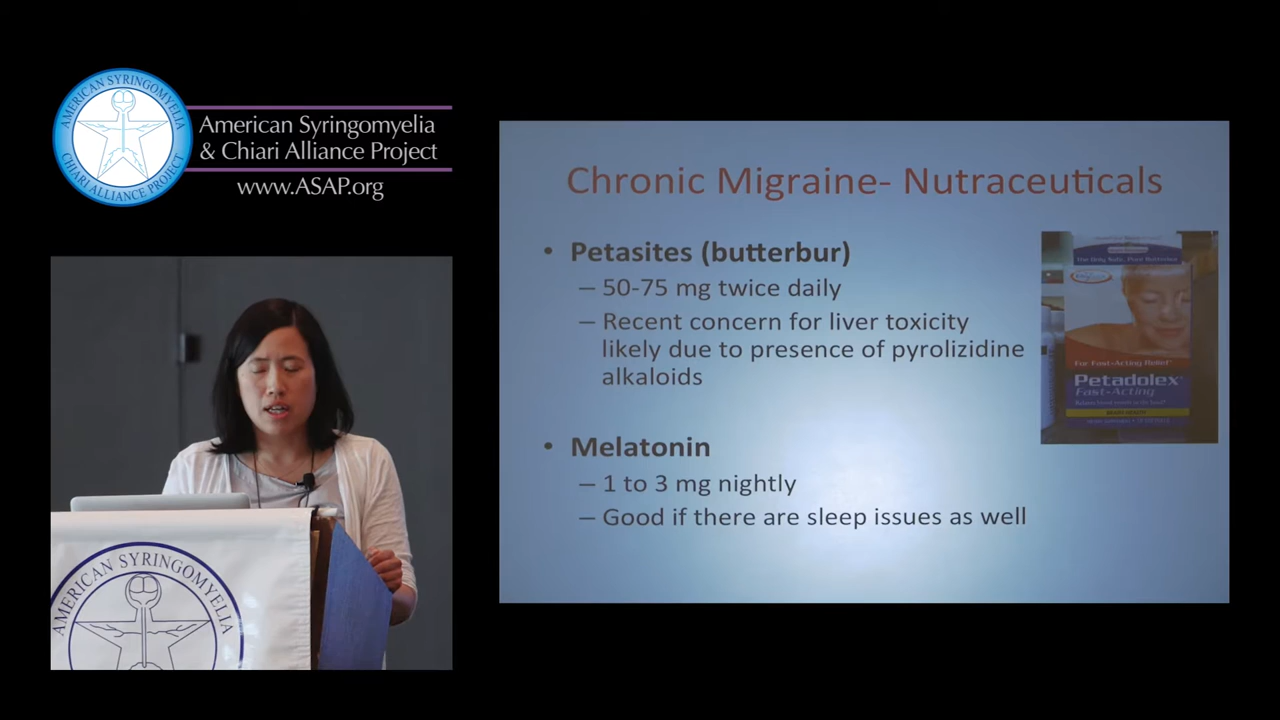 AMERICAN SYRINGOMYELIA
CHIARI ALLIANCE PROJECT
American Syringomyelia
& Chiari Alliance Project
www.ASAP.org
Chronic Migraine- Nutraceuticals
• Petasites (butterbur)
– 50-75 mg twice daily
– Recent concern for liver toxicity
likely due to presence of pyrolizidine
alkaloids
• Melatonin
– 1 to 3 mg nightly
– Good if there are sleep issues as well
For Fast-Acting Relief*
Petadolex
Fast-Acting
AMERICAN SYRINGOMYELIA